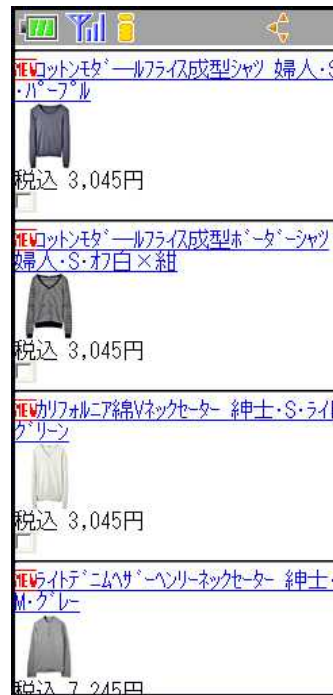 NEWｺｯﾄﾝﾓﾀﾞｰﾙﾌﾗｲｽ成型ｼｬﾂ 婦人・S
・ﾊﾟｰﾌﾟﾙ
税込 3,045円
NEWｺｯﾄﾝﾓﾀﾞｰﾙﾌﾗｲｽ成型ﾎﾞｰﾀﾞｰｼｬﾂ
婦人・S・ｵﾌ白×紺
税込 3,045円
NEWｶﾘﾌｫﾙﾆｱ綿Vﾈｯｸｾｰﾀｰ 紳士・S・ﾗｲﾄ
ｸﾞﾘｰﾝ
税込 3,045円
NEWﾗｲﾄﾃﾞﾆﾑﾍｻﾞｰﾍﾝﾘｰﾈｯｸｾｰﾀｰ 紳士・
M・ｸﾞﾚｰ
税込 7,245円